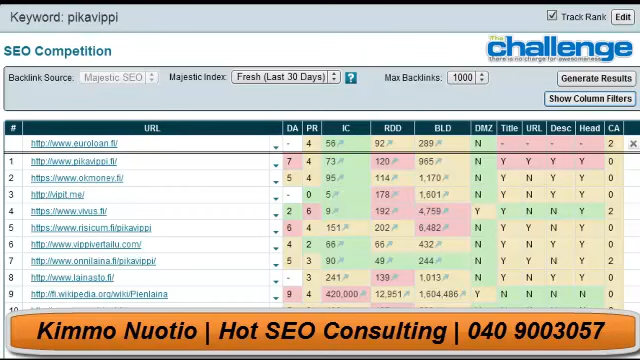 Keyword: pikavippi Track Rank Edit
SEO Competition
The challenge
there is no charge for awesomeness
Backlink Source: Majestic SEO Majestic Index: Fresh (Last 30 Days) ? Max Backlinks: 1000 Generate Results
Show Column Filters
# URL DA PR IC RDD BLD DMZ Title URL Desc Head CA
http://www.euroloan.fi/ - 4 56 92 289 N - - - - 2
1 http://www.pikavippi.fi/ 7 4 73 120 965 N Y Y Y Y 0
2 https://www.okmoney.fi/ 5 4 95 114 1,170 N Y N Y Y 0
3 http://vipit.me/ - 0 5 178 1,601 N Y N Y Y 0
4 https://www.vivus.fi/ 2 6 9 192 4,759 Y Y N N Y 2
5 https://www.risicum.fi/pikavippi 6 4 151 202 6,482 N Y Y Y Y 0
6 http://www.vippivertailu.com/ 4 2 66 66 432 N Y N Y Y 0
7 http://www.onnilaina.fi/pikavippi/ 5 3 90 49 244 N Y Y Y N 2
8 http://www.lainasto.fi/ - 3 241 139 1,013 N Y N Y Y 0
9 http://fi.wikipedia.org/wiki/Pienlaina 9 4 420,000 12,951 1,604,486 Y N N N N 0
Kimmo Nuotio | Hot SEO Consulting | 040 9003057